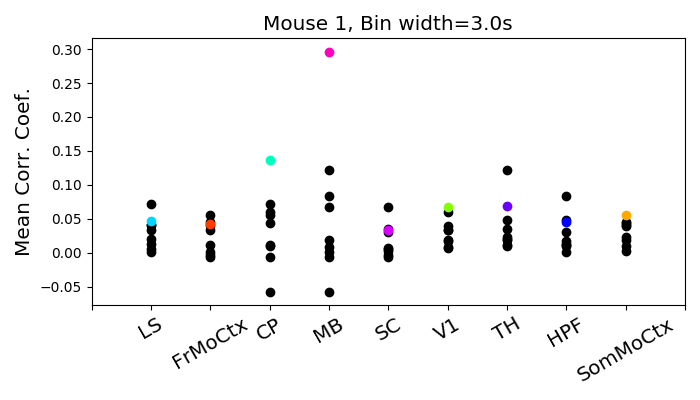 Mouse 1, Bin width=3.0s
Mean Corr. Coef.
0.30
0.25
0.20
0.15
0.10
0.05
0.00
−0.05
LS
FrMoCtx
CP
MB
SC
V1
TH
HPF
SomMoCtx